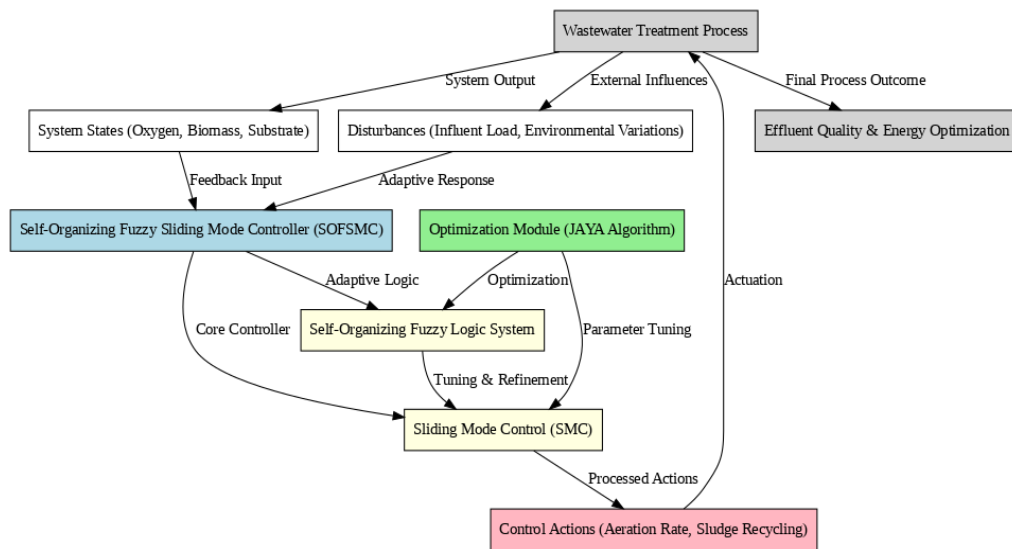 Wastewater Treatment Process
System Output
External Influences
Final Process Outcome
System States (Oxygen, Biomass, Substrate)
Disturbances (Influent Load, Environmental Variations)
Effluent Quality & Energy Optimization
Feedback Input
Adaptive Response
Self-Organizing Fuzzy Sliding Mode Controller (SOFSMC)
Optimization Module (JAYA Algorithm)
Adaptive Logic
Optimization
Actuation
Core Controller
Self-Organizing Fuzzy Logic System
Parameter Tuning
Tuning & Refinement
Sliding Mode Control (SMC)
Processed Actions
Control Actions (Aeration Rate, Sludge Recycling)